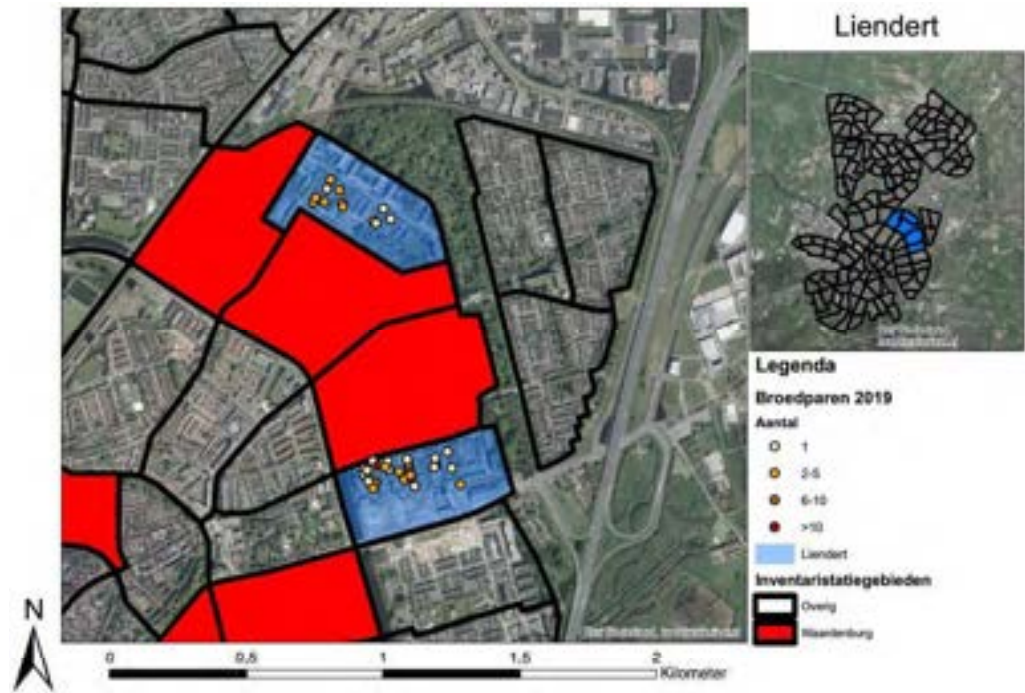 Liendert
Legenda
Broedparen 2019
Aantal
1
2-5
6-10
>10
Liendert
Inventaristatiegebieden
Overig
Waardenburg
N
0 0,5 1 1,5 2
Kilometer